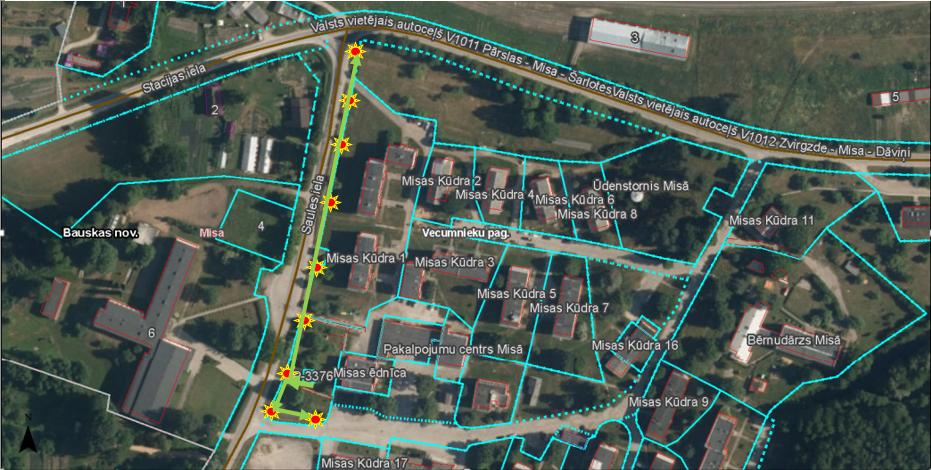 Valsts vietējais autoceļš V1011 Pārslas - Misa - Šarlotes
Valsts vietējais autoceļš V1012 Zvirgzde - Misa - Dāviņi
Stacijas iela
Saules iela
3
5
2
4
6
Bauskas nov.
Misa
Vecumnieku pag.
Misas Kūdra 2
Misas Kūdra 4
Misas Kūdra 6
Misas Kūdra 8
Ūdenstornis Misā
Misas Kūdra 11
Misas Kūdra 1
Misas Kūdra 3
Misas Kūdra 5
Misas Kūdra 7
Misas Kūdra 16
Bērnudārzs Misā
Pakalpojumu centrs Misā
-3376
Misas ēdnīca
Misas Kūdra 9
Misas Kūdra 17
N